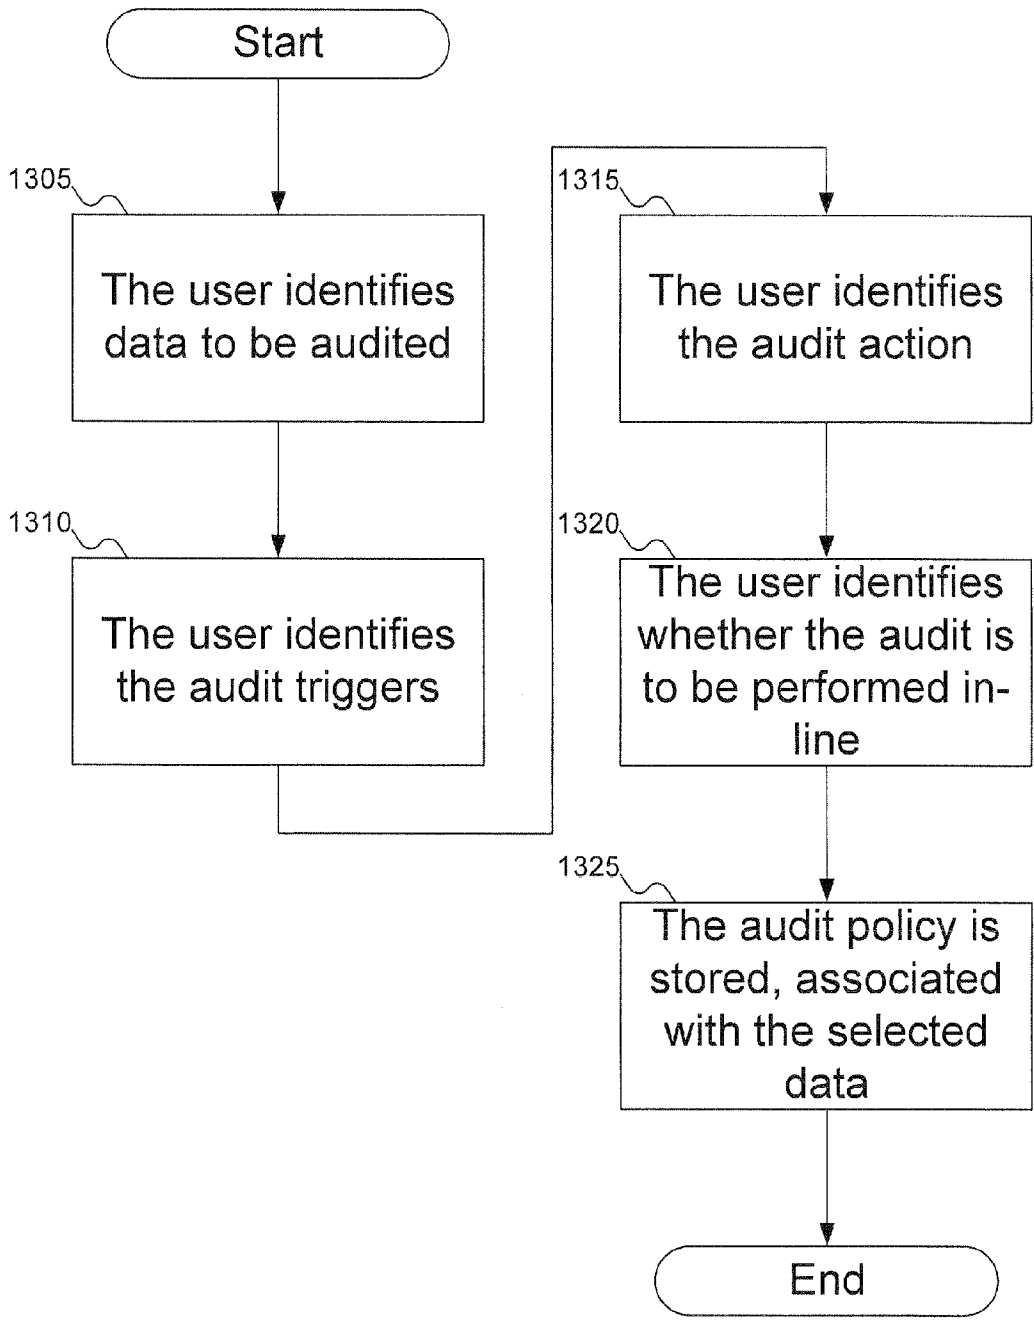 Start
1305
The user identifies
data to be audited
1310
The user identifies
the audit triggers
1315
The user identifies
the audit action
1320
The user identifies
whether the audit is
to be performed in-
line
1325
The audit policy is
stored, associated
with the selected
data
End